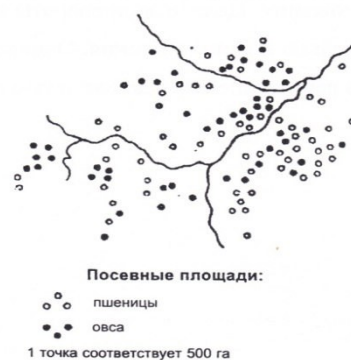 Посевные площади:
пшеницы
овса
1 точка соответствует 500 га